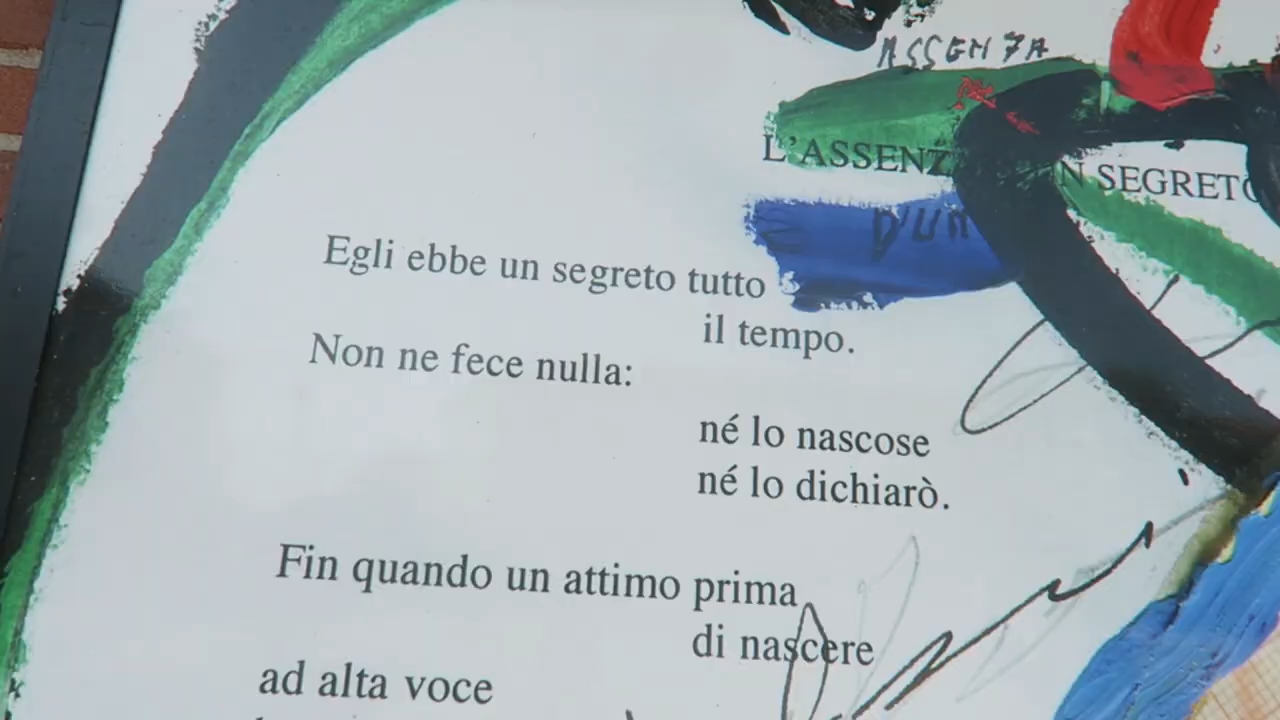 ASSENZA
L'ASSENZ N SEGRETO
D'UN
Egli ebbe un segreto tutto
il tempo.
Non ne fece nulla:
né lo nascose
né lo dichiarò.
Fin quando un attimo prima
di nascere
ad alta voce